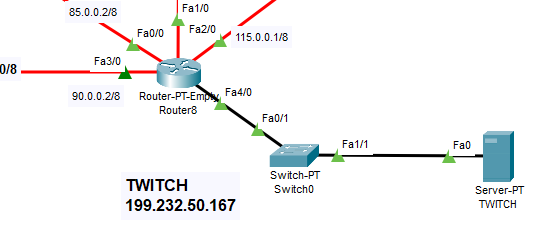 85.0.0.2/8
Fa1/0
Fa0/0
Fa2/0
115.0.0.1/8
0/8
Fa3/0
90.0.0.2/8
Router-PT-Empty
Router8
Fa4/0
Fa0/1
Fa1/1
Fa0
Switch-PT
Switch0
Server-PT
TWITCH
TWITCH
199.232.50.167